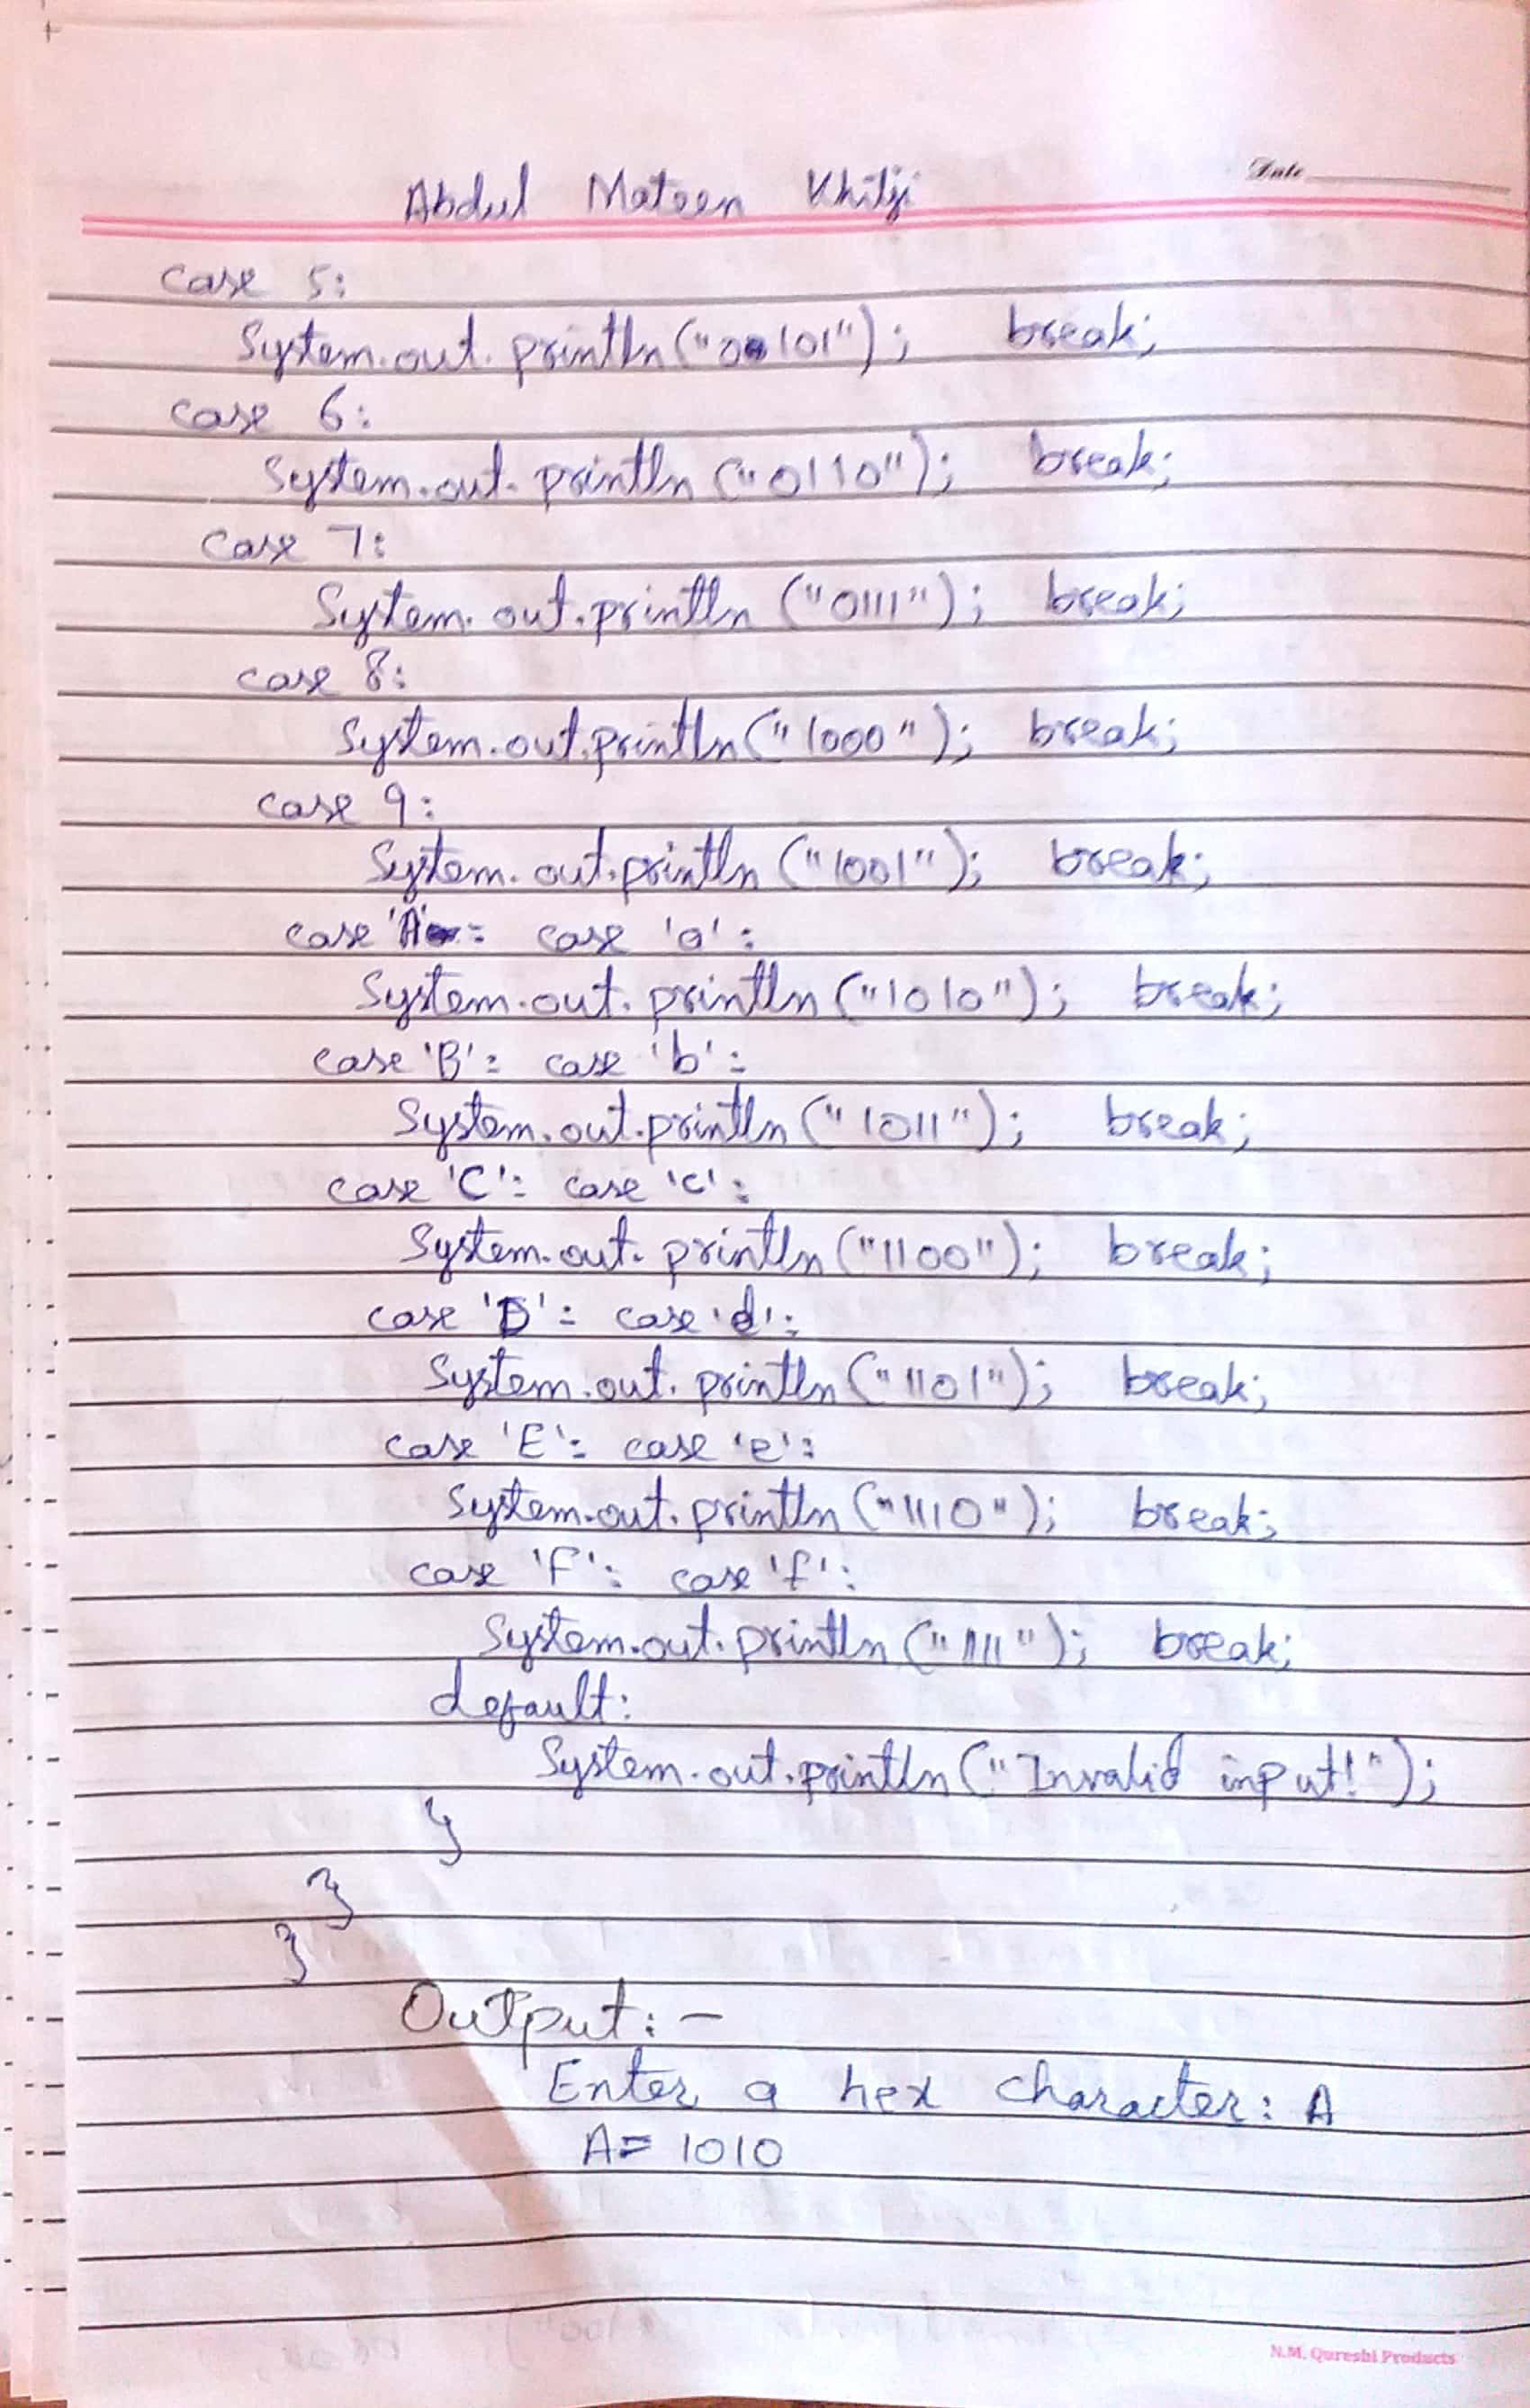 Date
Abdul Mateen Khilji
case 5:
System.out.println("0101"); break;
case 6:
System.out.println("0110"); break;
case 7:
System.out.println("0111"); break;
case 8:
System.out.println("1000"); break;
case 9:
System.out.println("1001"); break;
case 'A': case 'a':
System.out.println("1010"); break;
case 'B': case 'b':
System.out.println("1011"); break;
case 'C': case 'c':
System.out.println("1100"); break;
case 'D': case 'd':
System.out.println("1101"); break;
case 'E': case 'e':
System.out.println("1110"); break;
case 'F': case 'f':
System.out.println("1111"); break;
default:
System.out.println("Invalid input!");
}
}
}
Output:-
Enter a hex character: A
A= 1010
N.M. Qureshi Products